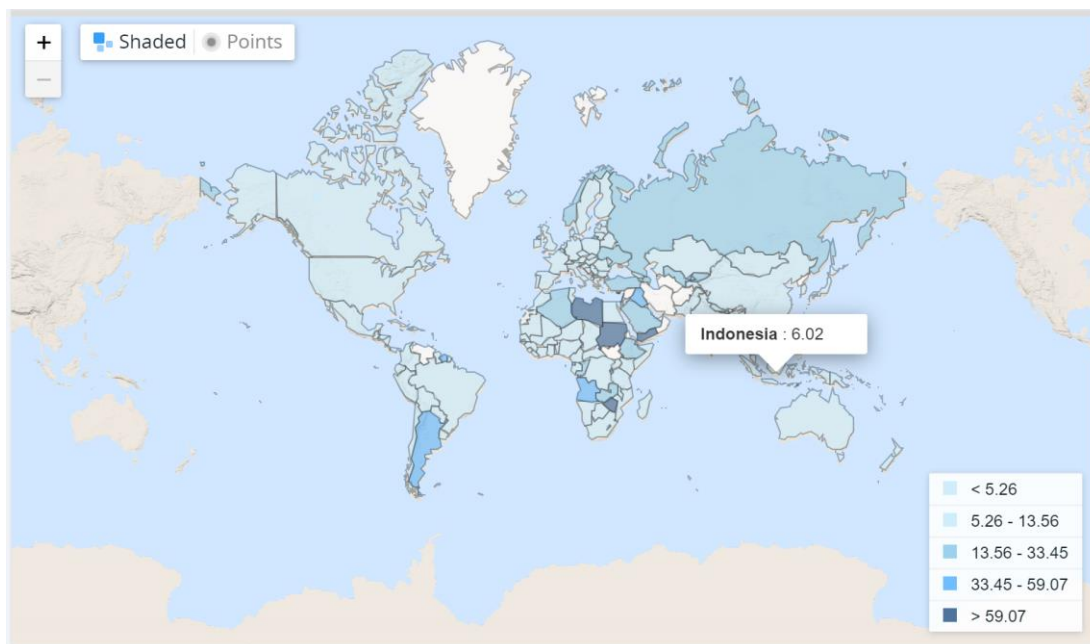 +
Shaded
Points
−
Indonesia : 6.02
< 5.26
5.26 - 13.56
13.56 - 33.45
33.45 - 59.07
> 59.07